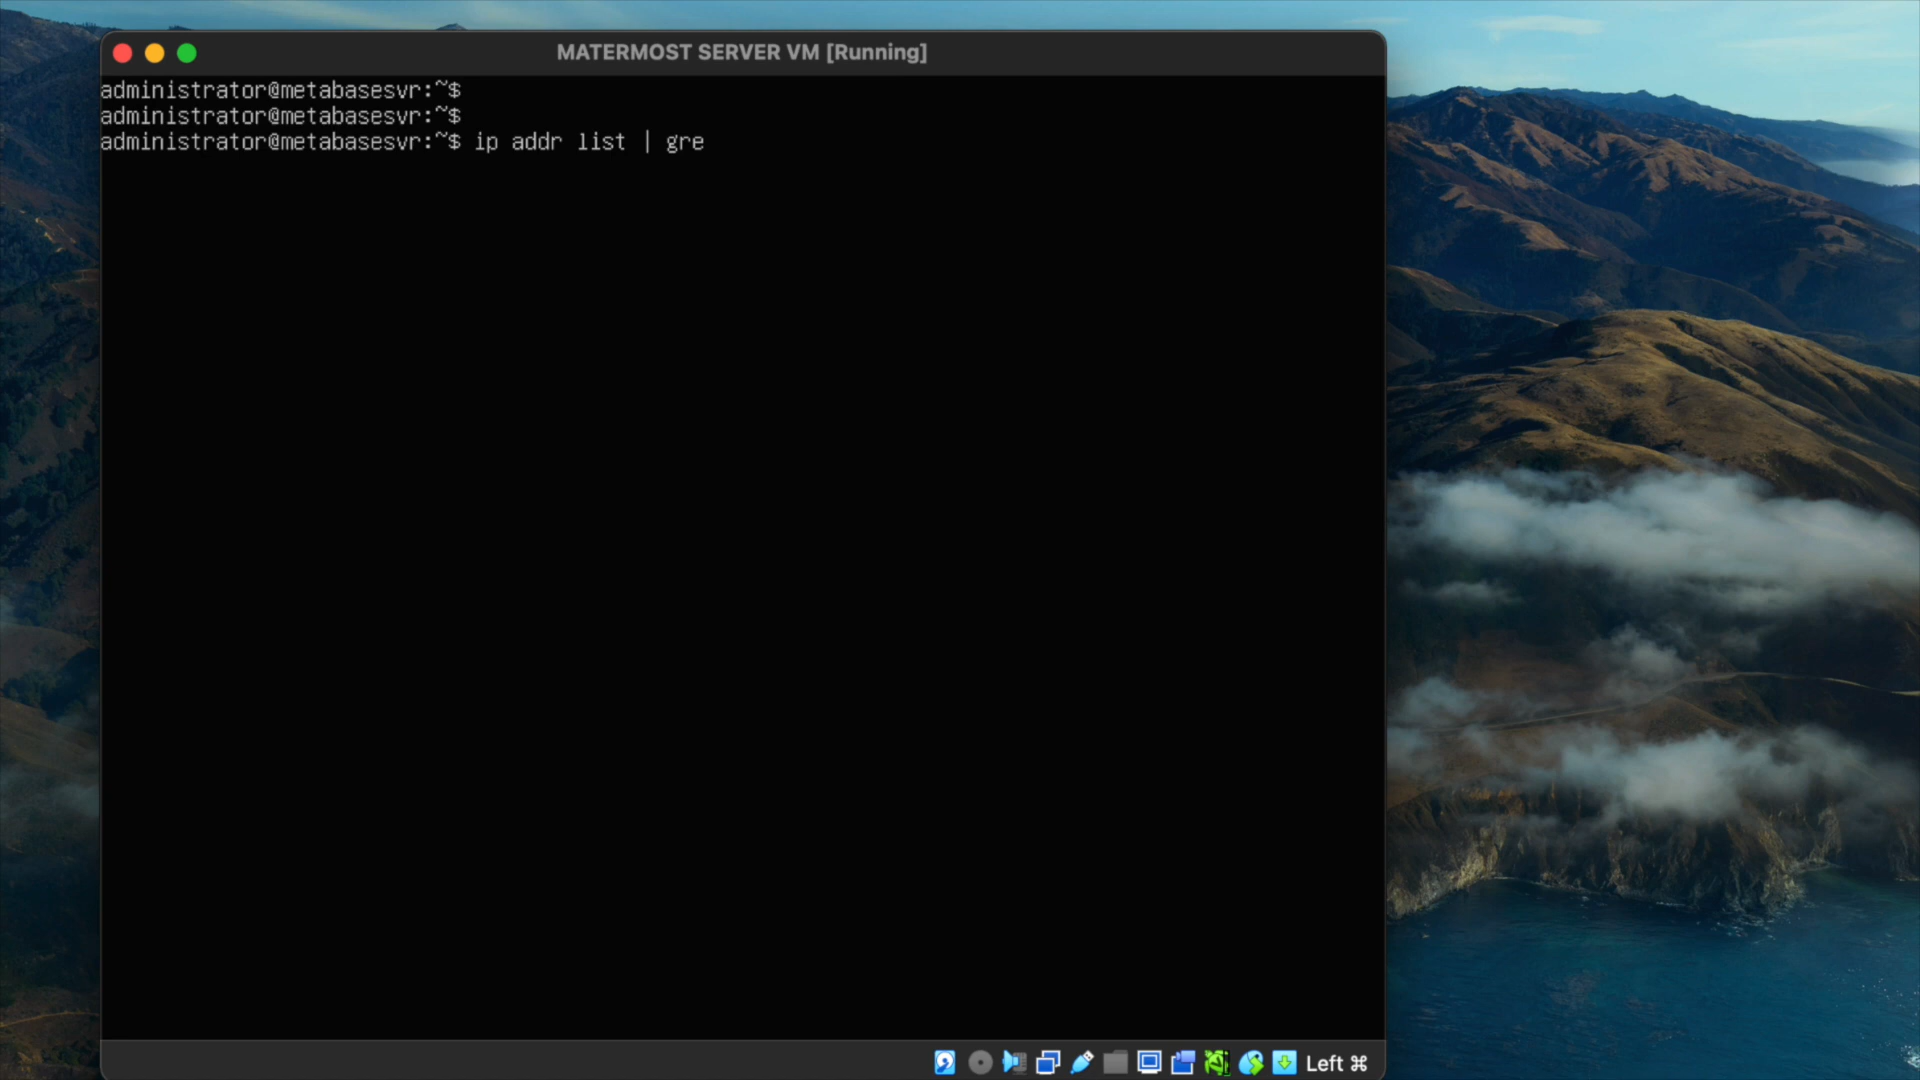 MATERMOST SERVER VM [Running]
administrator@metabasesvr:~$
administrator@metabasesvr:~$
administrator@metabasesvr:~$ ip addr list | gre
Left ⌘